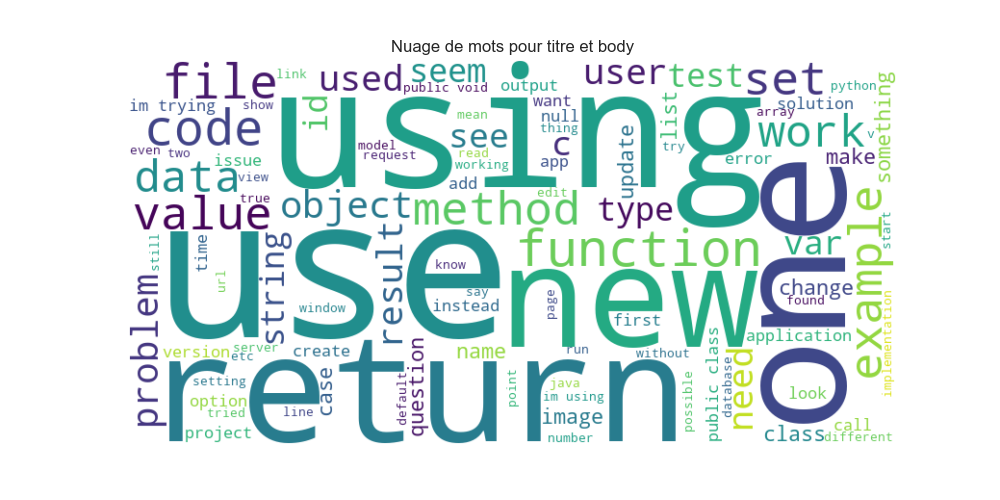 Nuage de mots pour titre et body
file
link
used
seem
output
user
test
set
python
public void
im trying
show
id
using
want
mean
null
list
array
solution
something
v
code
see
c
thing
update
try
work
even
two
issue
model
request
read
working
app
error
make
data
view
add
edit
true
value
object
method
type
one
example
start
still
time
url
string
use
result
know
function
new
var
change
found
problem
window
say
instead
page
first
application
implementation
version
etc
server
create
return
name
run
without
public class
database
need
look
setting
option
tried
case
line
default
question
point
java
im using
image
number
possible
project
class
call
different